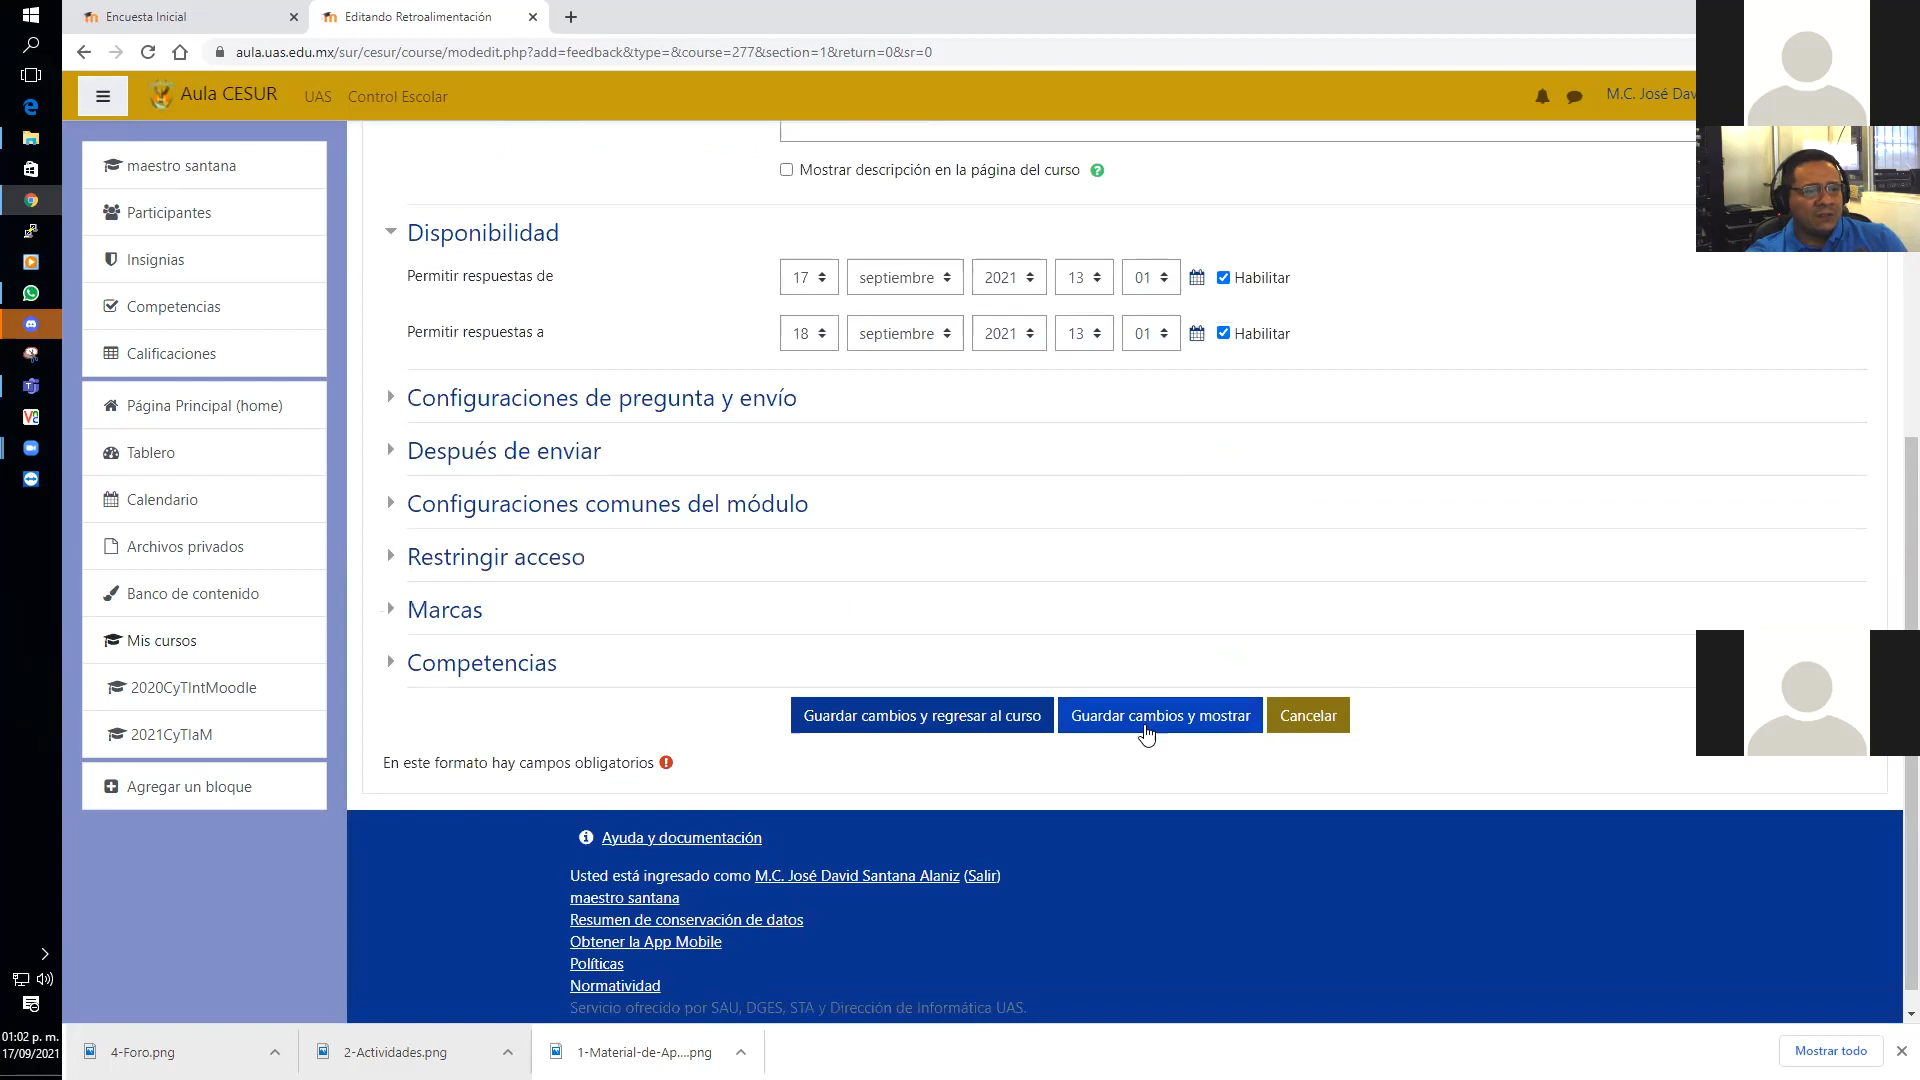 Encuesta Inicial
Editando Retroalimentación
aula.uas.edu.mx/sur/cesur/course/modedit.php?add=feedback&type=&course=277&section=1&return=0&sr=0
Aula CESUR
UAS
Control Escolar
M.C. José Dav
maestro santana
Participantes
Insignias
Competencias
Calificaciones
Página Principal (home)
Tablero
Calendario
Archivos privados
Banco de contenido
Mis cursos
2020CyTIntMoodle
2021CyTIaM
Agregar un bloque
Mostrar descripción en la página del curso
Disponibilidad
Permitir respuestas de 17 septiembre 2021 13 01 Habilitar
Permitir respuestas a 18 septiembre 2021 13 01 Habilitar
Configuraciones de pregunta y envío
Después de enviar
Configuraciones comunes del módulo
Restringir acceso
Marcas
Competencias
Guardar cambios y regresar al curso Guardar cambios y mostrar Cancelar
En este formato hay campos obligatorios
Ayuda y documentación
Usted está ingresado como M.C. José David Santana Alaniz (Salir)
maestro santana
Resumen de conservación de datos
Obtener la App Mobile
Políticas
Normatividad
Servicio ofrecido por SAU, DGES, STA y Dirección de Informática UAS.
01:02 p. m.
17/09/2021
4-Foro.png
2-Actividades.png
1-Material-de-Ap....png
Mostrar todo